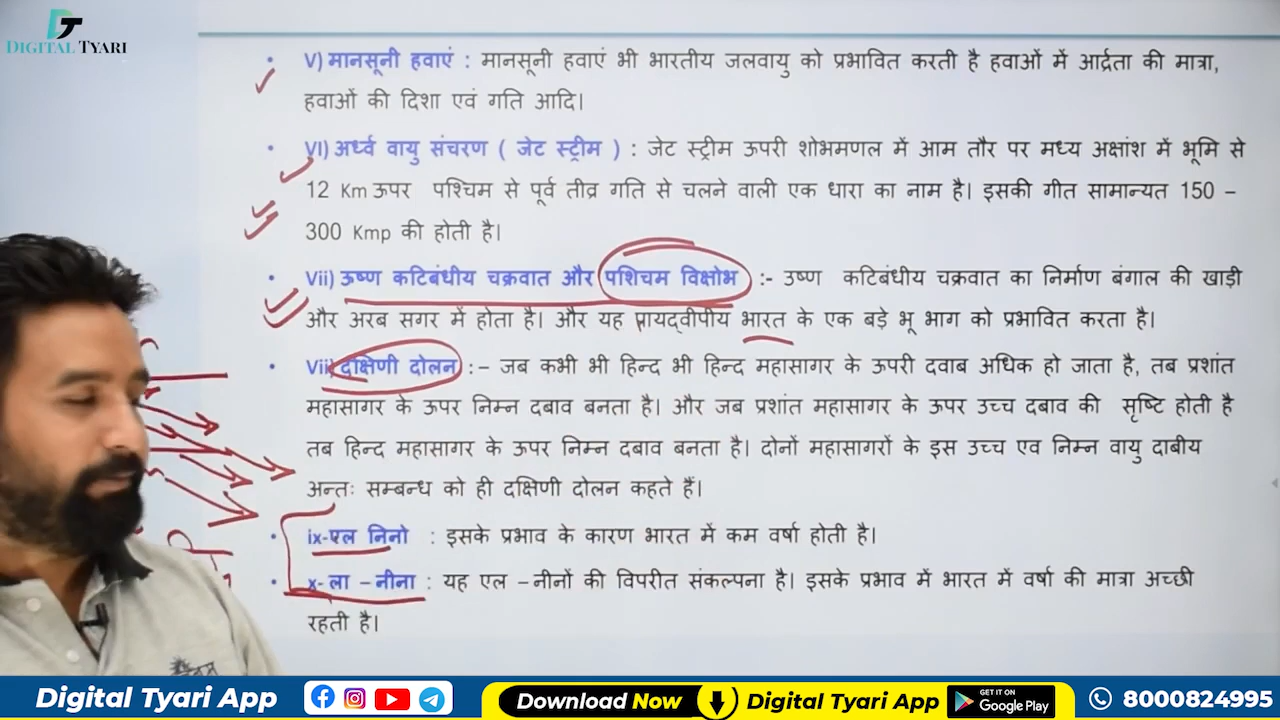 DIGITAL TYARI
V) मानसूनी हवाएं : मानसूनी हवाएं भी भारतीय जलवायु को प्रभावित करती है हवाओं में आर्द्रता की मात्रा,
हवाओं की दिशा एवं गति आदि।
VI) अर्ध्व वायु संचरण ( जेट स्ट्रीम ) : जेट स्ट्रीम ऊपरी शोभमणल में आम तौर पर मध्य अक्षांश में भूमि से
12 Km ऊपर पश्चिम से पूर्व तीव्र गति से चलने वाली एक धारा का नाम है। इसकी गीत सामान्यत 150 –
300 Kmp की होती है।
Vii) ऊष्ण कटिबंधीय चक्रवात और पशिचम विक्षोभ :- उष्ण कटिबंधीय चक्रवात का निर्माण बंगाल की खाड़ी
और अरब सगर में होता है। और यह प्रायद्वीपीय भारत के एक बड़े भू भाग को प्रभावित करता है।
Vii) दक्षिणी दोलन :– जब कभी भी हिन्द भी हिन्द महासागर के ऊपरी दवाब अधिक हो जाता है, तब प्रशांत
महासागर के ऊपर निम्न दबाव बनता है। और जब प्रशांत महासागर के ऊपर उच्च दबाव की सृष्टि होती है
तब हिन्द महासागर के ऊपर निम्न दबाव बनता है। दोनों महासागरों के इस उच्च एव निम्न वायु दाबीय
अन्तः सम्बन्ध को ही दक्षिणी दोलन कहते हैं।
ix-एल निनो : इसके प्रभाव के कारण भारत में कम वर्षा होती है।
x- ला – नीना : यह एल – नीनों की विपरीत संकल्पना है। इसके प्रभाव में भारत में वर्षा की मात्रा अच्छी
रहती है।
Digital Tyari App
Download Now
Digital Tyari App
GET IT ON
Google Play
8000824995